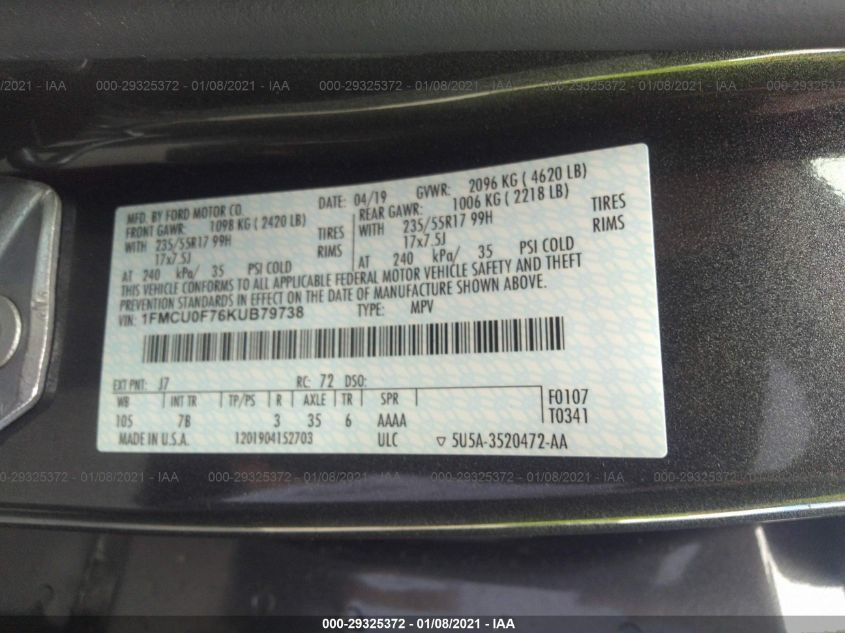 1/08/2021 - IAA 000-29325372 - 01/08/2021 - IAA 000-29325372 - 01/08/2021 - IAA 000-29325372 - 01/08/2021
MFD. BY FORD MOTOR CO. DATE: 04/19 GVWR: 2096 KG ( 4620 LB)
FRONT GAWR: 1098 KG ( 2420 LB) REAR GAWR: 1006 KG ( 2218 LB)
WITH 235/55R17 99H TIRES WITH 235/55R17 99H TIRES
17x7.5J RIMS 17x7.5J RIMS
AT 240 kPa/ 35 PSI COLD AT 240 kPa/ 35 PSI COLD
THIS VEHICLE CONFORMS TO ALL APPLICABLE FEDERAL MOTOR VEHICLE SAFETY AND THEFT
PREVENTION STANDARDS IN EFFECT ON THE DATE OF MANUFACTURE SHOWN ABOVE.
VIN: 1FMCU0F76KUB79738 TYPE: MPV
EXT PNT: J7 RC: 72 DSO:
WB INT TR TP/PS R AXLE TR SPR F0107
105 7B 3 35 6 AAAA T0341
MADE IN U.S.A. 1201904152703 ULC ▽ 5U5A-3520472-AA
1/08/2021 - IAA 000-29325372 - 01/08/2021 - IAA 000-29325372 - 01/08/2021 - IAA 000-29325372 - 01/08/2021
000-29325372 - 01/08/2021 - IAA